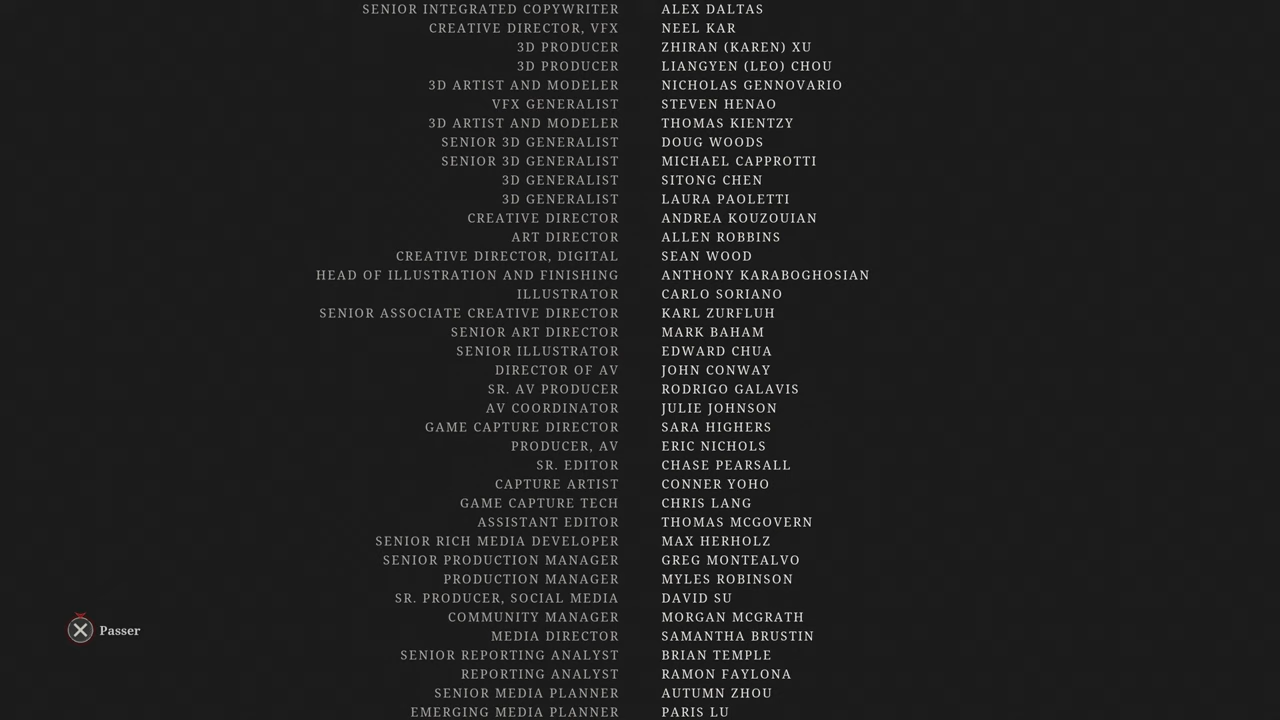 SENIOR INTEGRATED COPYWRITER ALEX DALTAS
CREATIVE DIRECTOR, VFX NEEL KAR
3D PRODUCER ZHIRAN (KAREN) XU
3D PRODUCER LIANGYEN (LEO) CHOU
3D ARTIST AND MODELER NICHOLAS GENNOVARIO
VFX GENERALIST STEVEN HENAO
3D ARTIST AND MODELER THOMAS KIENTZY
SENIOR 3D GENERALIST DOUG WOODS
SENIOR 3D GENERALIST MICHAEL CAPPROTTI
3D GENERALIST SITONG CHEN
3D GENERALIST LAURA PAOLETTI
CREATIVE DIRECTOR ANDREA KOUZOUIAN
ART DIRECTOR ALLEN ROBBINS
CREATIVE DIRECTOR, DIGITAL SEAN WOOD
HEAD OF ILLUSTRATION AND FINISHING ANTHONY KARABOGHOSIAN
ILLUSTRATOR CARLO SORIANO
SENIOR ASSOCIATE CREATIVE DIRECTOR KARL ZURFLUH
SENIOR ART DIRECTOR MARK BAHAM
SENIOR ILLUSTRATOR EDWARD CHUA
DIRECTOR OF AV JOHN CONWAY
SR. AV PRODUCER RODRIGO GALAVIS
AV COORDINATOR JULIE JOHNSON
GAME CAPTURE DIRECTOR SARA HIGHERS
PRODUCER, AV ERIC NICHOLS
SR. EDITOR CHASE PEARSALL
CAPTURE ARTIST CONNER YOHO
GAME CAPTURE TECH CHRIS LANG
ASSISTANT EDITOR THOMAS MCGOVERN
SENIOR RICH MEDIA DEVELOPER MAX HERHOLZ
SENIOR PRODUCTION MANAGER GREG MONTEALVO
PRODUCTION MANAGER MYLES ROBINSON
SR. PRODUCER, SOCIAL MEDIA DAVID SU
COMMUNITY MANAGER MORGAN MCGRATH
Passer
MEDIA DIRECTOR SAMANTHA BRUSTIN
SENIOR REPORTING ANALYST BRIAN TEMPLE
REPORTING ANALYST RAMON FAYLONA
SENIOR MEDIA PLANNER AUTUMN ZHOU
EMERGING MEDIA PLANNER PARIS LU